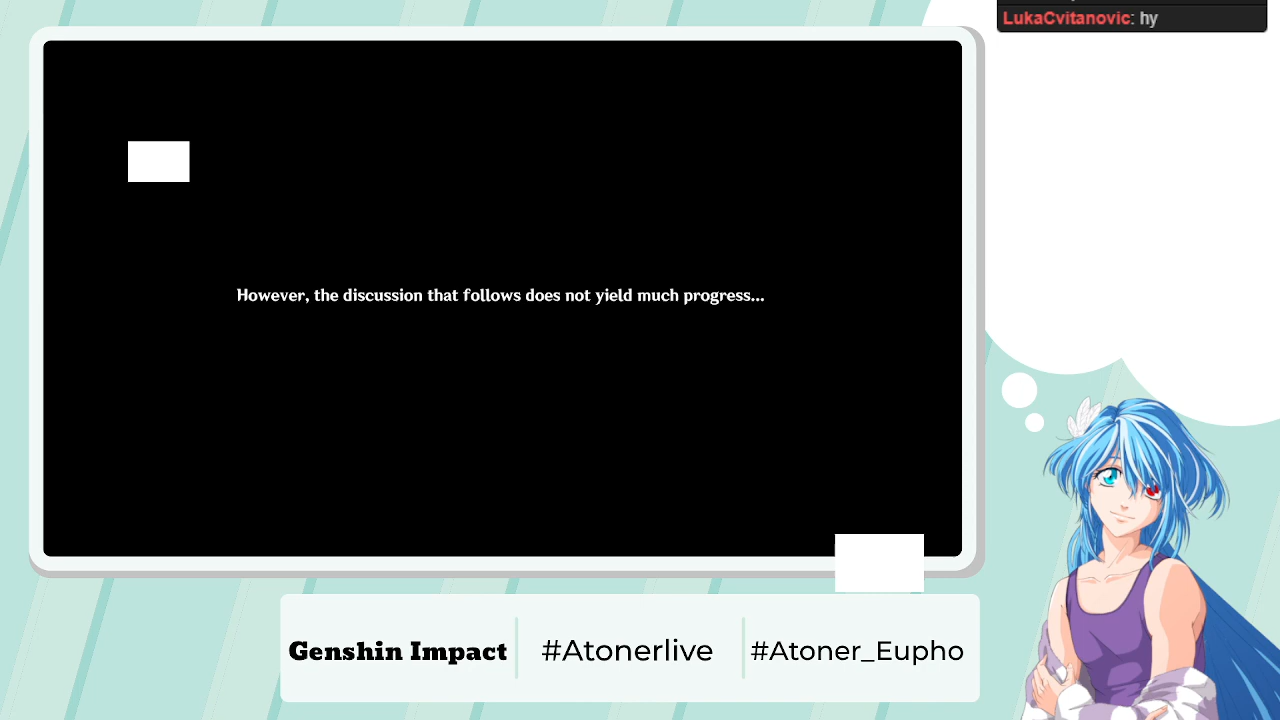 LukaCvitanovic: hy
However, the discussion that follows does not yield much progress...
Genshin Impact
#Atonerlive
#Atoner_Eupho